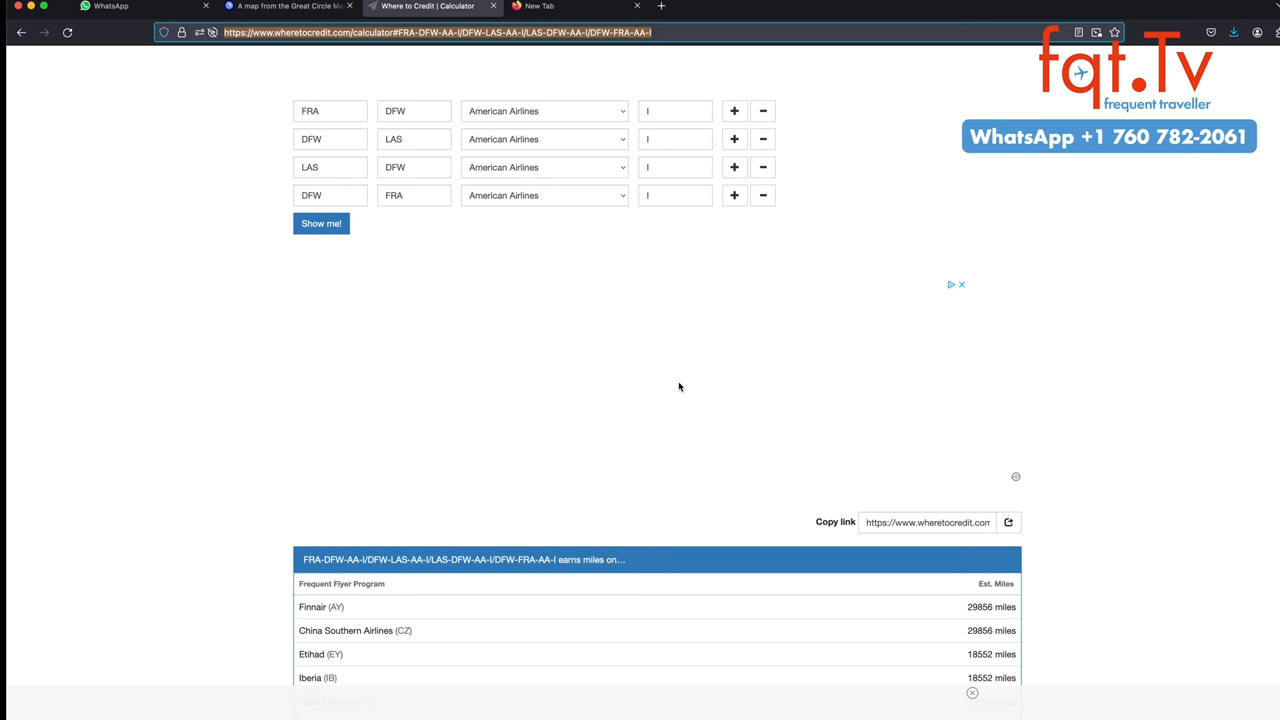 WhatsApp
A map from the Great Circle Ma
Where to Credit | Calculator
New Tab
https://www.wheretocredit.com/calculator#FRA-DFW-AA-I/DFW-LAS-AA-I/LAS-DFW-AA-I/DFW-FRA-AA-I
fqt.Tv
frequent traveller
WhatsApp +1 760 782-2061
FRA DFW American Airlines I
DFW LAS American Airlines I
LAS DFW American Airlines I
DFW FRA American Airlines I
Show me!
Copy link https://www.wheretocredit.com
FRA-DFW-AA-I/DFW-LAS-AA-I/LAS-DFW-AA-I/DFW-FRA-AA-I earns miles on...
Frequent Flyer Program Est. Miles
Finnair (AY) 29856 miles
China Southern Airlines (CZ) 29856 miles
Etihad (EY) 18552 miles
Iberia (IB) 18552 miles